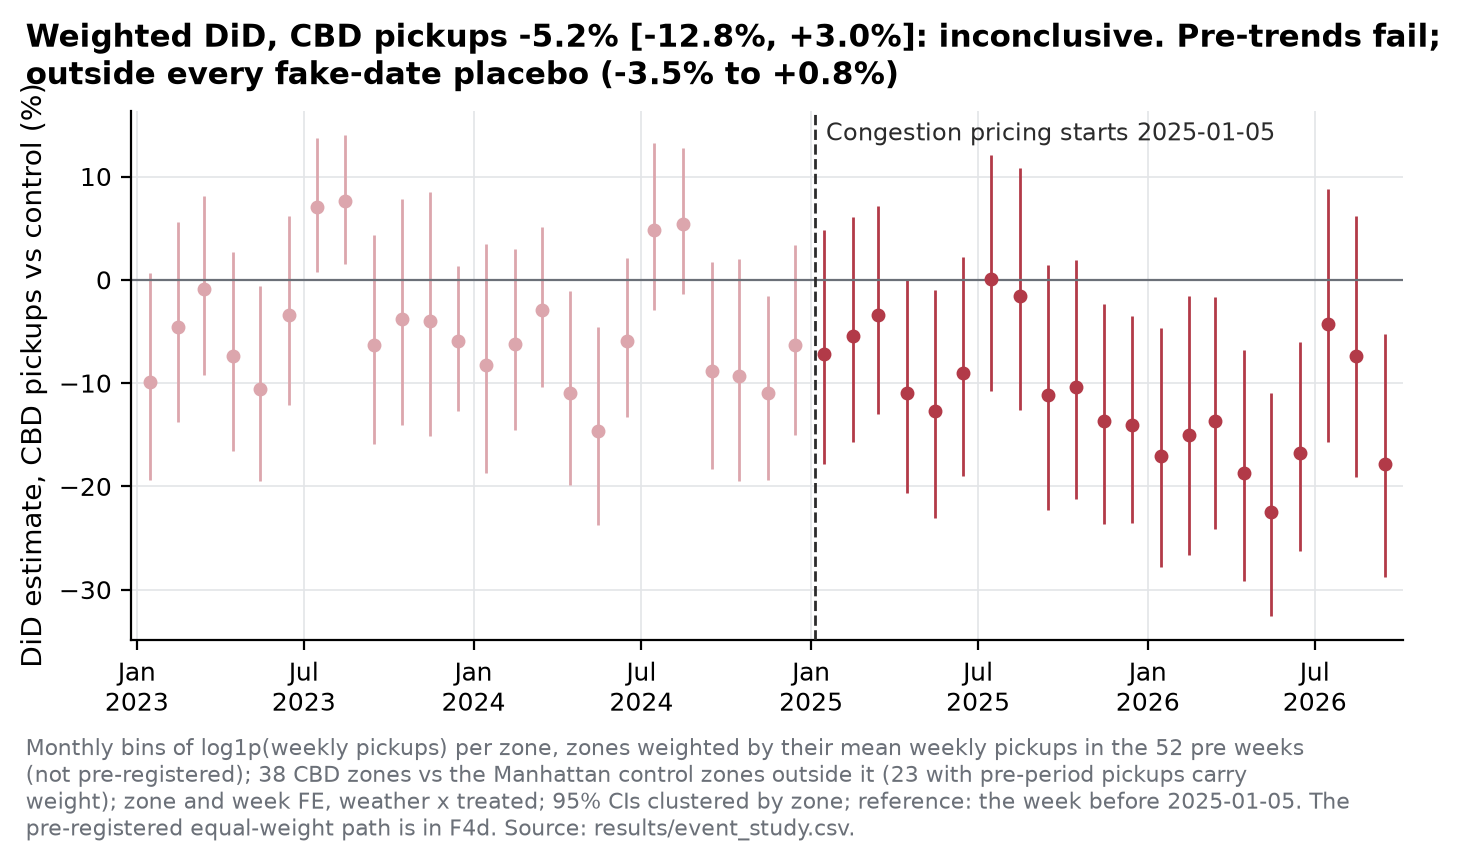 Weighted DiD, CBD pickups -5.2% [-12.8%, +3.0%]: inconclusive. Pre-trends fail;
outside every fake-date placebo (-3.5% to +0.8%)
DiD estimate, CBD pickups vs control (%)
Congestion pricing starts 2025-01-05
10
0
−10
−20
−30
Jan
2023
Jul
2023
Jan
2024
Jul
2024
Jan
2025
Jul
2025
Jan
2026
Jul
2026
Monthly bins of log1p(weekly pickups) per zone, zones weighted by their mean weekly pickups in the 52 pre weeks
(not pre-registered); 38 CBD zones vs the Manhattan control zones outside it (23 with pre-period pickups carry
weight); zone and week FE, weather x treated; 95% CIs clustered by zone; reference: the week before 2025-01-05. The
pre-registered equal-weight path is in F4d. Source: results/event_study.csv.